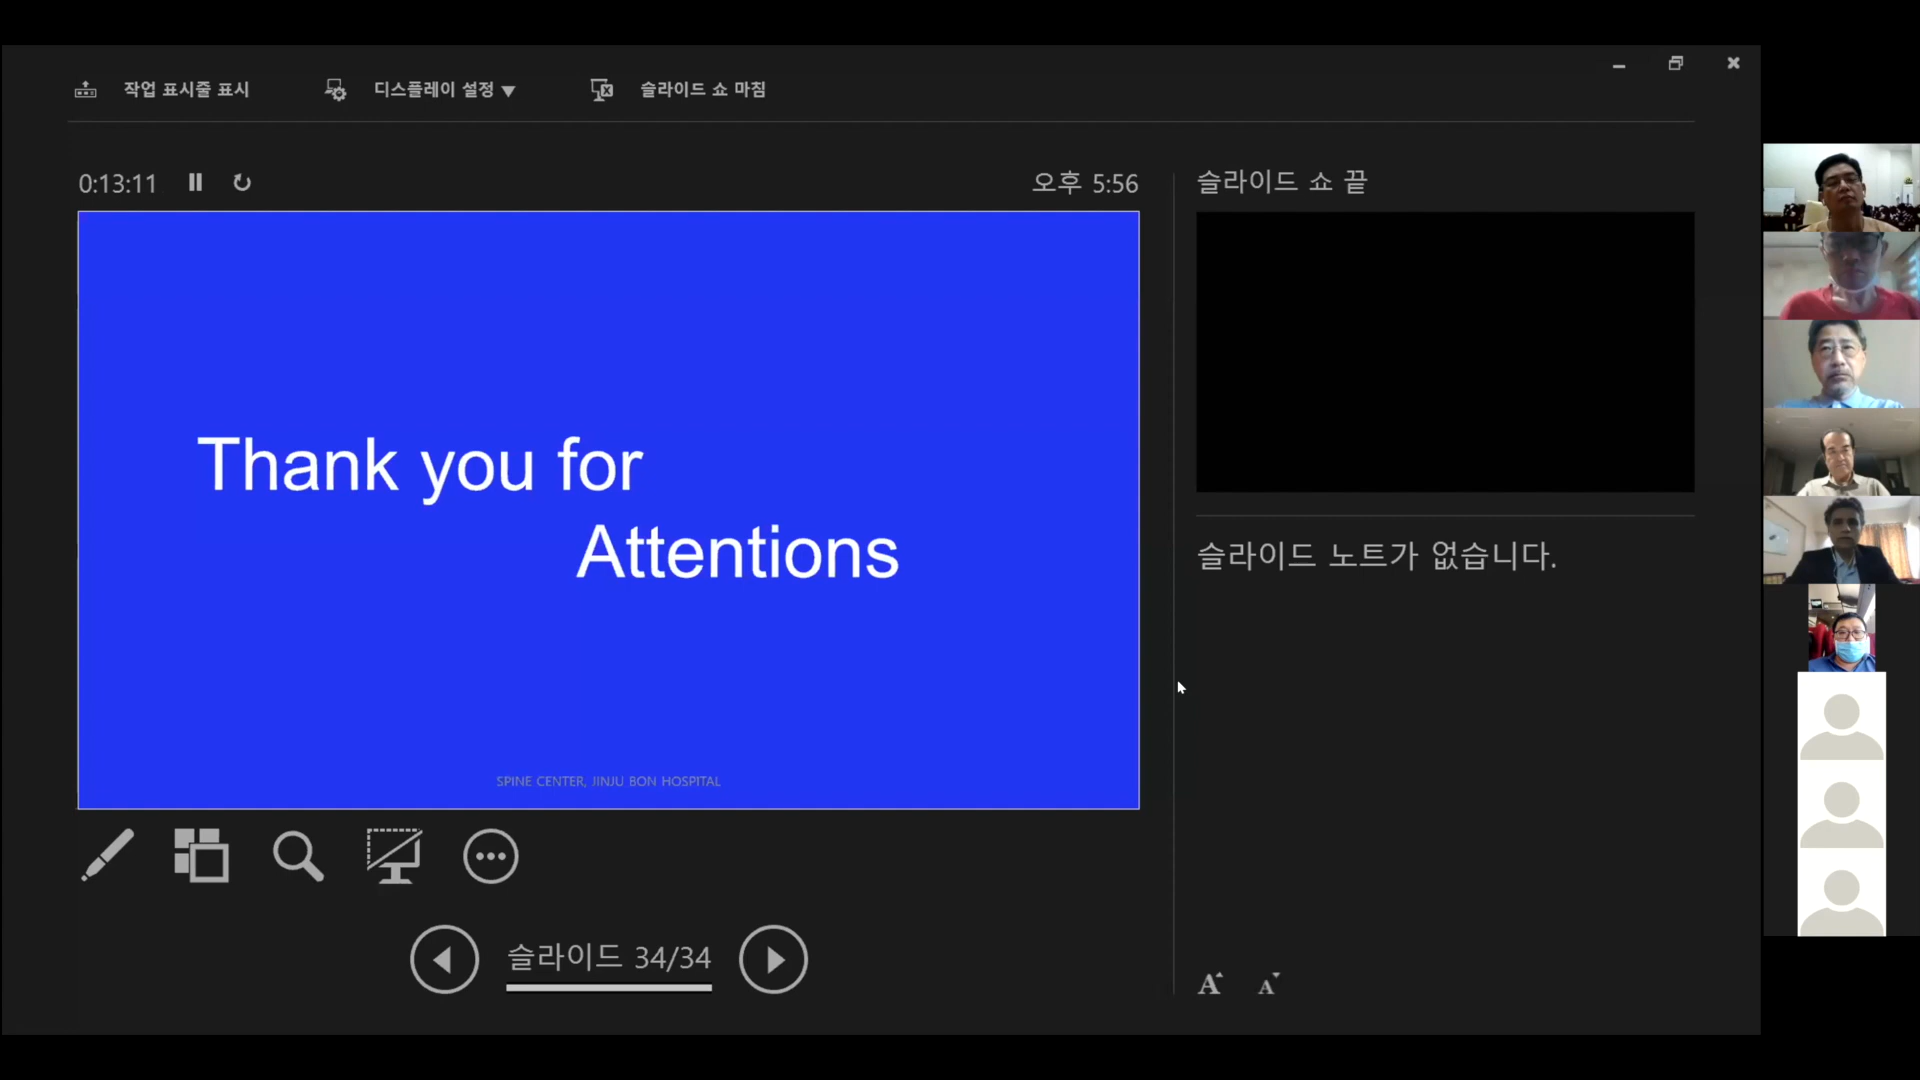 작업 표시줄 표시
디스플레이 설정 ▼
슬라이드 쇼 마침
0:13:11
오후 5:56
슬라이드 쇼 끝
Thank you for
Attentions
SPINE CENTER, JINJU BON HOSPITAL
슬라이드 노트가 없습니다.
슬라이드 34/34
A
A